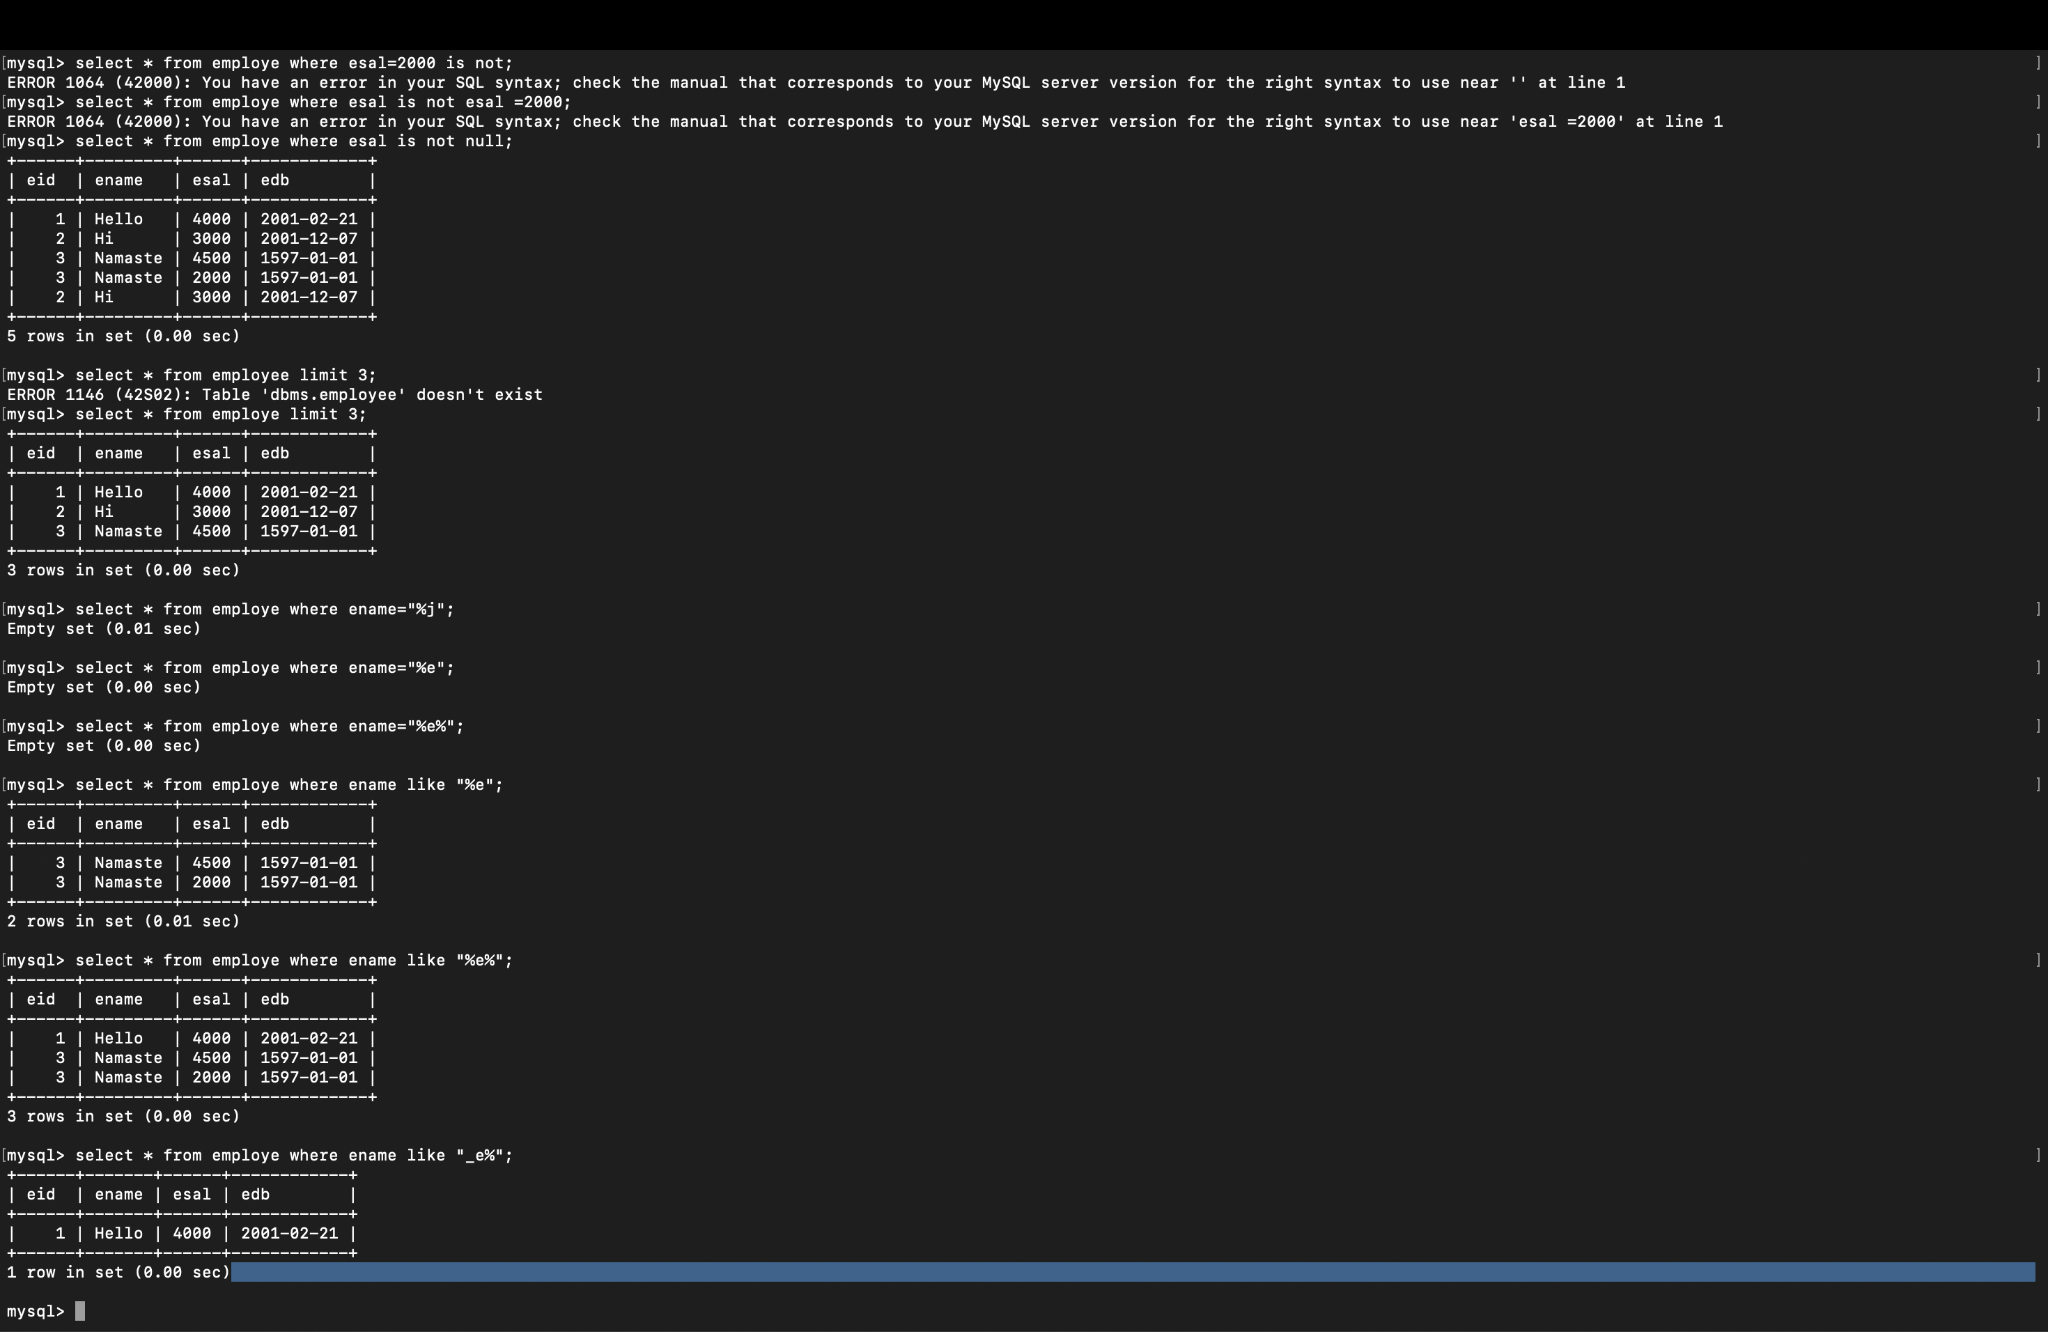 [mysql> select * from employe where esal=2000 is not; ]
ERROR 1064 (42000): You have an error in your SQL syntax; check the manual that corresponds to your MySQL server version for the right syntax to use near '' at line 1
[mysql> select * from employe where esal is not esal =2000; ]
ERROR 1064 (42000): You have an error in your SQL syntax; check the manual that corresponds to your MySQL server version for the right syntax to use near 'esal =2000' at line 1
[mysql> select * from employe where esal is not null; ]
+------+---------+------+------------+
| eid  | ename   | esal | edb        |
+------+---------+------+------------+
|    1 | Hello   | 4000 | 2001-02-21 |
|    2 | Hi      | 3000 | 2001-12-07 |
|    3 | Namaste | 4500 | 1597-01-01 |
|    3 | Namaste | 2000 | 1597-01-01 |
|    2 | Hi      | 3000 | 2001-12-07 |
+------+---------+------+------------+
5 rows in set (0.00 sec)

[mysql> select * from employee limit 3; ]
ERROR 1146 (42S02): Table 'dbms.employee' doesn't exist
[mysql> select * from employe limit 3; ]
+------+---------+------+------------+
| eid  | ename   | esal | edb        |
+------+---------+------+------------+
|    1 | Hello   | 4000 | 2001-02-21 |
|    2 | Hi      | 3000 | 2001-12-07 |
|    3 | Namaste | 4500 | 1597-01-01 |
+------+---------+------+------------+
3 rows in set (0.00 sec)

[mysql> select * from employe where ename="%j"; ]
Empty set (0.01 sec)

[mysql> select * from employe where ename="%e"; ]
Empty set (0.00 sec)

[mysql> select * from employe where ename="%e%"; ]
Empty set (0.00 sec)

[mysql> select * from employe where ename like "%e"; ]
+------+---------+------+------------+
| eid  | ename   | esal | edb        |
+------+---------+------+------------+
|    3 | Namaste | 4500 | 1597-01-01 |
|    3 | Namaste | 2000 | 1597-01-01 |
+------+---------+------+------------+
2 rows in set (0.01 sec)

[mysql> select * from employe where ename like "%e%"; ]
+------+---------+------+------------+
| eid  | ename   | esal | edb        |
+------+---------+------+------------+
|    1 | Hello   | 4000 | 2001-02-21 |
|    3 | Namaste | 4500 | 1597-01-01 |
|    3 | Namaste | 2000 | 1597-01-01 |
+------+---------+------+------------+
3 rows in set (0.00 sec)

[mysql> select * from employe where ename like "_e%"; ]
+------+-------+------+------------+
| eid  | ename | esal | edb        |
+------+-------+------+------------+
|    1 | Hello | 4000 | 2001-02-21 |
+------+-------+------+------------+
1 row in set (0.00 sec)

mysql>